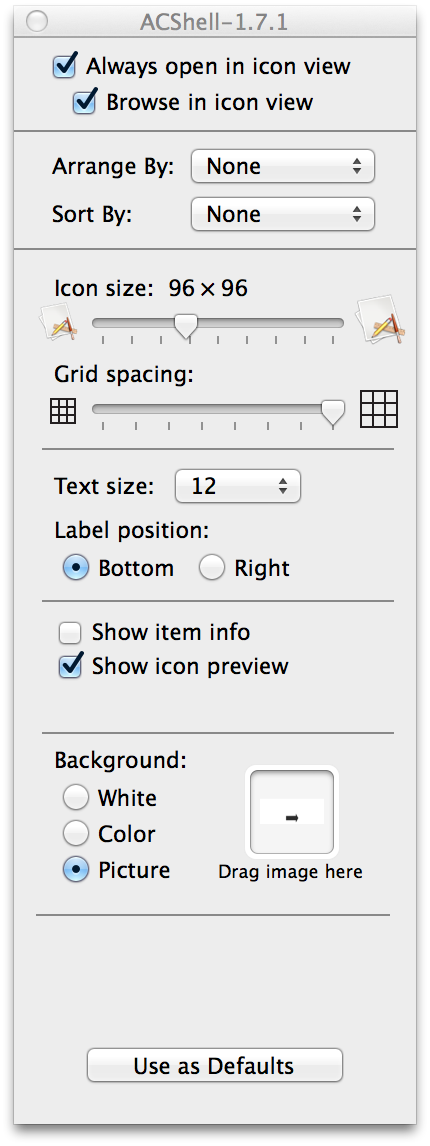 ACShell-1.7.1
Always open in icon view
Browse in icon view
Arrange By: None
Sort By: None
Icon size: 96 × 96
Grid spacing:
Text size: 12
Label position:
Bottom Right
Show item info
Show icon preview
Background:
White
Color
Picture
Drag image here
Use as Defaults